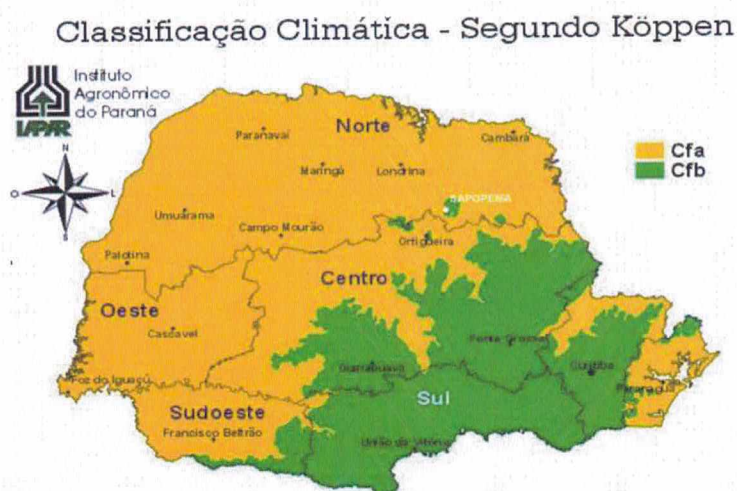 Classificação Climática - Segundo Köppen
Instituto
Agronômico
do Paraná
IAPAR
N
O
L
S
Cfa
Cfb
Norte
Paranavaí
Cambará
Maringá
Londrina
SAPOPEMA
Umuarama
Campo Mourão
Ortigueira
Palotina
Centro
Oeste
Cascavel
Ponta Grossa
Guarapuava
Curitiba
Foz do Iguaçú
Paranaguá
Sul
Sudoeste
Francisco Beltrão
União da Vitória